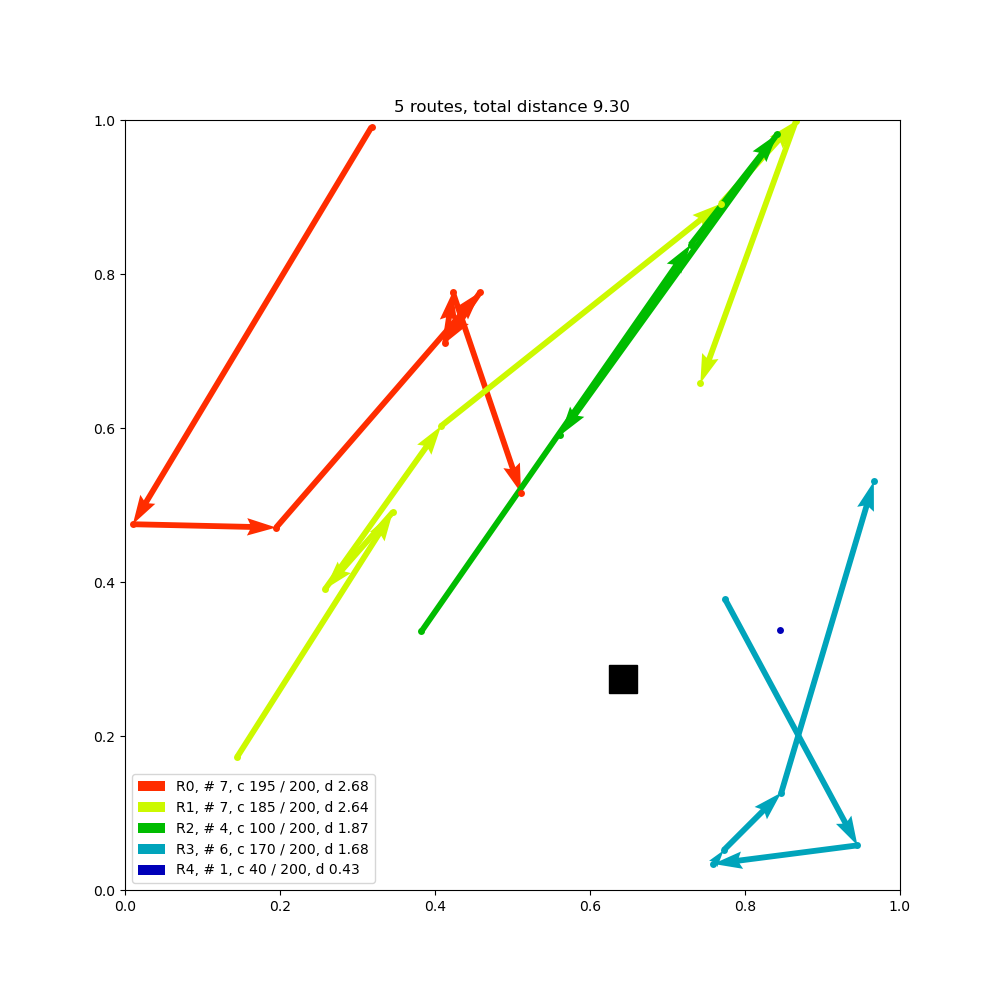 5 routes, total distance 9.30
1.0
0.8
0.6
0.4
0.2
0.0
R0, # 7, c 195 / 200, d 2.68
R1, # 7, c 185 / 200, d 2.64
R2, # 4, c 100 / 200, d 1.87
R3, # 6, c 170 / 200, d 1.68
R4, # 1, c 40 / 200, d 0.43
0.0 0.2 0.4 0.6 0.8 1.0